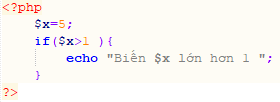 <?php
$x=5;
if($x>1 ){
echo "Biến $x lớn hơn 1 ";
}
?>